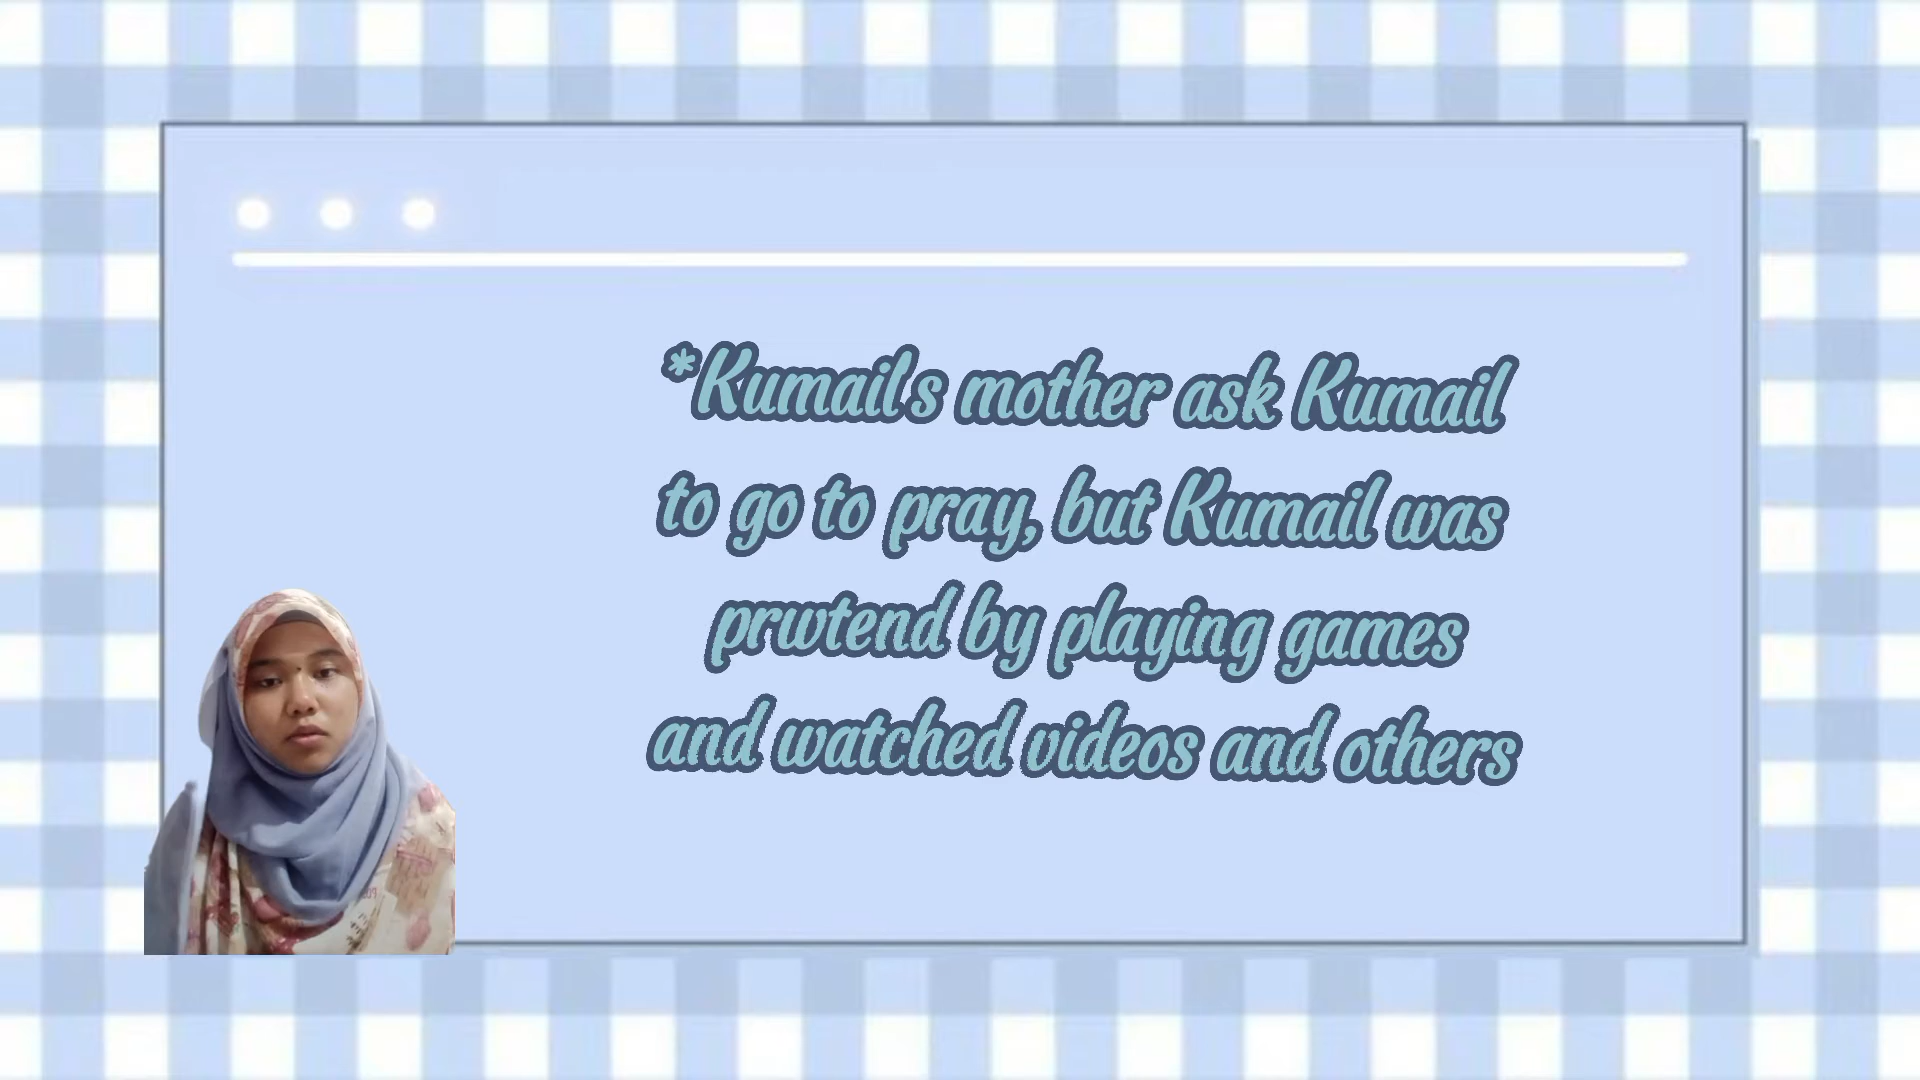 *Kumail's mother ask Kumail
to go to pray, but Kumail was
prwtend by playing games
and watched videos and others